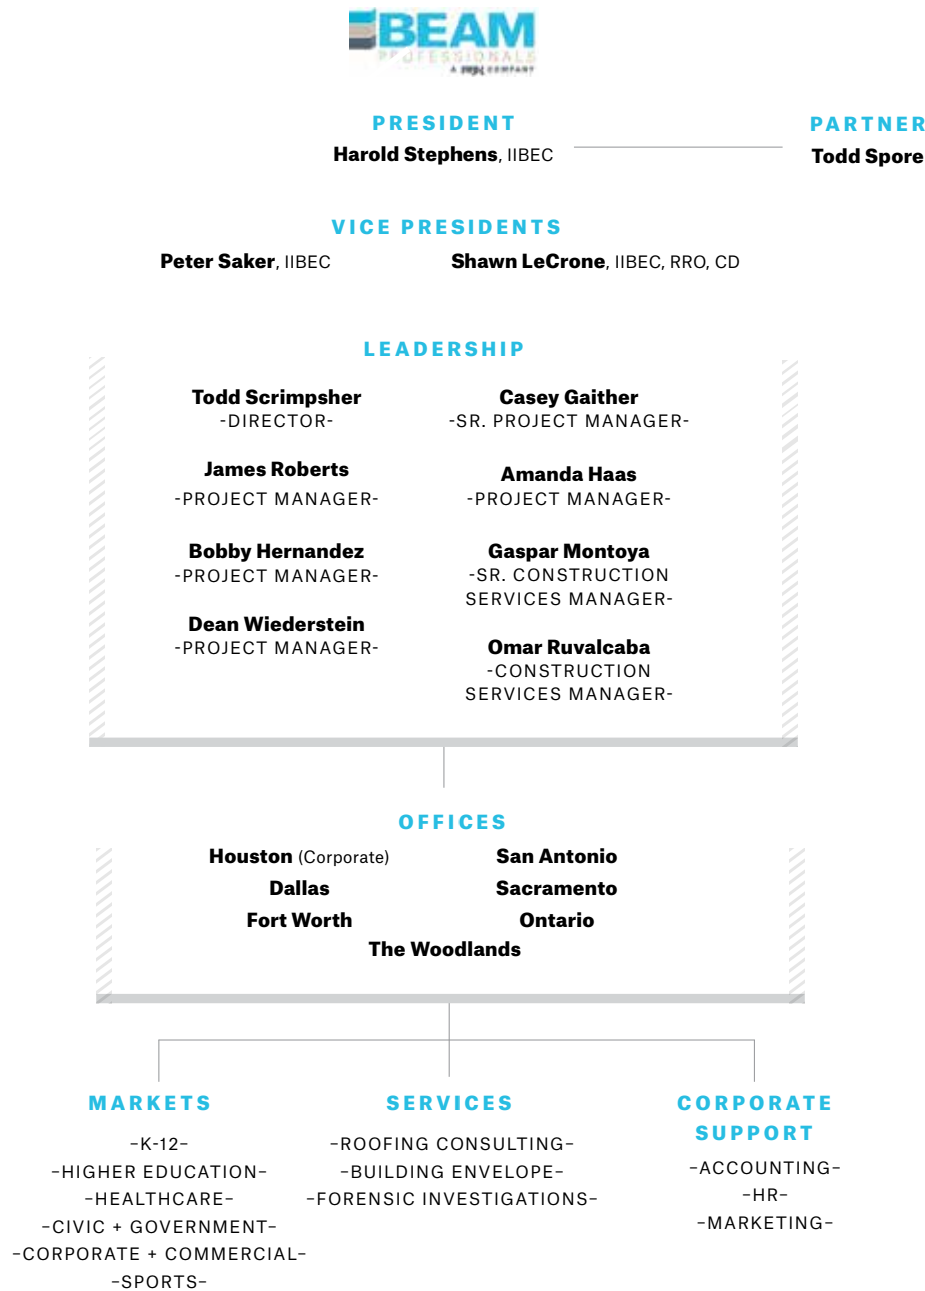 BEAM
PROFESSIONALS
A COMPANY
PRESIDENT
Harold Stephens, IIBEC
PARTNER
Todd Spore
VICE PRESIDENTS
Peter Saker, IIBEC
Shawn LeCrone, IIBEC, RRO, CD
LEADERSHIP
Todd Scrimpsher
-DIRECTOR-
Casey Gaither
-SR. PROJECT MANAGER-
James Roberts
-PROJECT MANAGER-
Amanda Haas
-PROJECT MANAGER-
Bobby Hernandez
-PROJECT MANAGER-
Gaspar Montoya
-SR. CONSTRUCTION
SERVICES MANAGER-
Dean Wiederstein
-PROJECT MANAGER-
Omar Ruvalcaba
-CONSTRUCTION
SERVICES MANAGER-
OFFICES
Houston (Corporate)
San Antonio
Dallas
Sacramento
Fort Worth
Ontario
The Woodlands
MARKETS
–K-12–
–HIGHER EDUCATION–
–HEALTHCARE–
–CIVIC + GOVERNMENT–
–CORPORATE + COMMERCIAL–
–SPORTS–
SERVICES
–ROOFING CONSULTING–
–BUILDING ENVELOPE–
–FORENSIC INVESTIGATIONS–
CORPORATE
SUPPORT
–ACCOUNTING–
–HR–
–MARKETING–